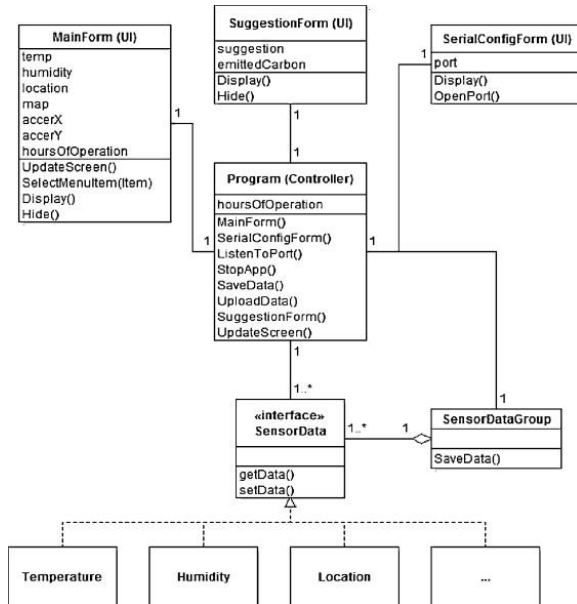 MainForm (UI)
temp
humidity
location
map
accerX
accerY
hoursOfOperation
UpdateScreen()
SelectMenuItem(Item)
Display()
Hide()
SuggestionForm (UI)
suggestion
emittedCarbon
Display()
Hide()
SerialConfigForm (UI)
port
Display()
OpenPort()
1
1
1
1
1
1
Program (Controller)
hoursOfOperation
MainForm()
SerialConfigForm()
ListenToPort()
StopApp()
SaveData()
UploadData()
SuggestionForm()
UpdateScreen()
1
1..*
«interface»
SensorData
getData()
setData()
1..*
1
1
SensorDataGroup
SaveData()
Temperature
Humidity
Location
...